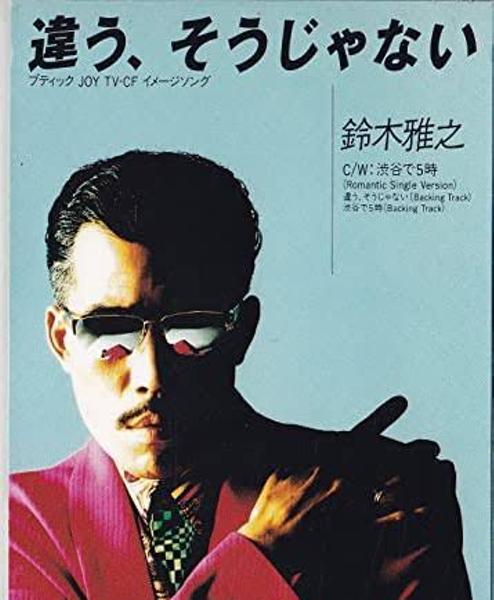 違う、そうじゃない
ブティック JOY TV-CF イメージソング
鈴木雅之
C/W:渋谷で5時
(Romantic Single Version)
違う、そうじゃない(Backing Track)
渋谷で5時(Backing Track)